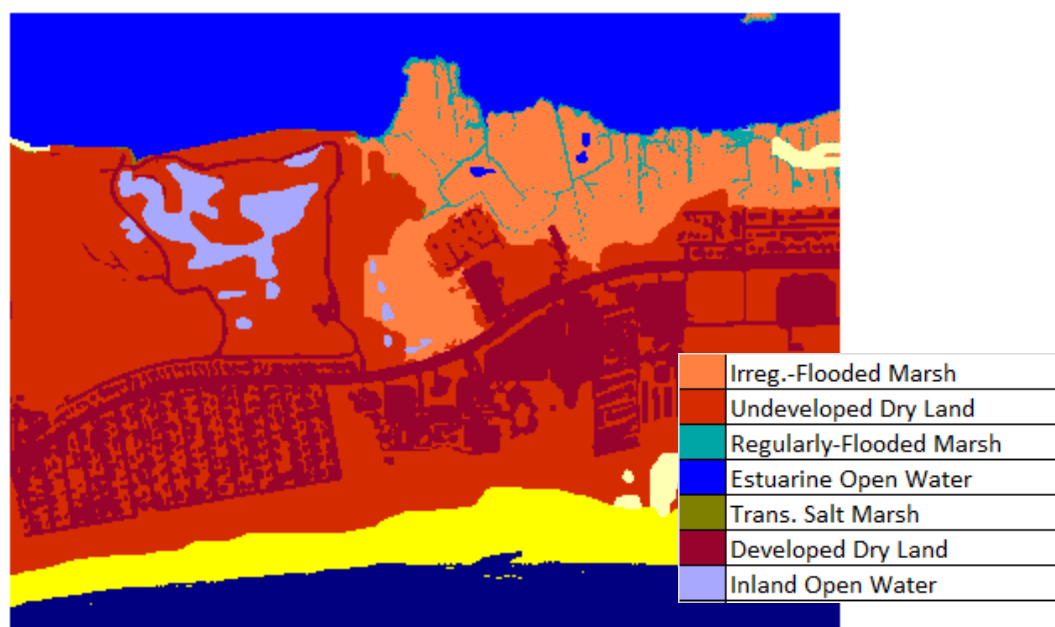 Irreg.-Flooded Marsh
Undeveloped Dry Land
Regularly-Flooded Marsh
Estuarine Open Water
Trans. Salt Marsh
Developed Dry Land
Inland Open Water